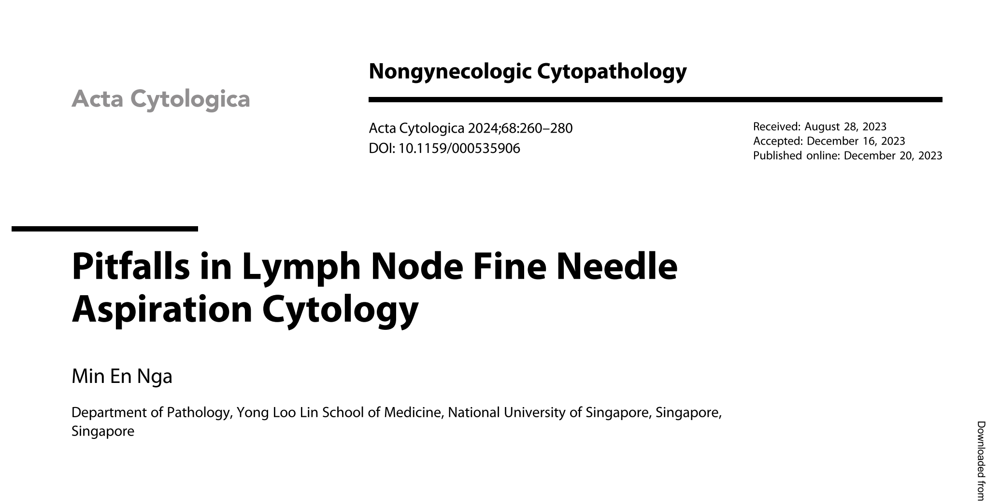 Nongynecologic Cytopathology
Acta Cytologica
Acta Cytologica 2024;68:260–280
DOI: 10.1159/000535906
Received: August 28, 2023
Accepted: December 16, 2023
Published online: December 20, 2023
Pitfalls in Lymph Node Fine Needle
Aspiration Cytology
Min En Nga
Department of Pathology, Yong Loo Lin School of Medicine, National University of Singapore, Singapore,
Singapore
Downloaded from